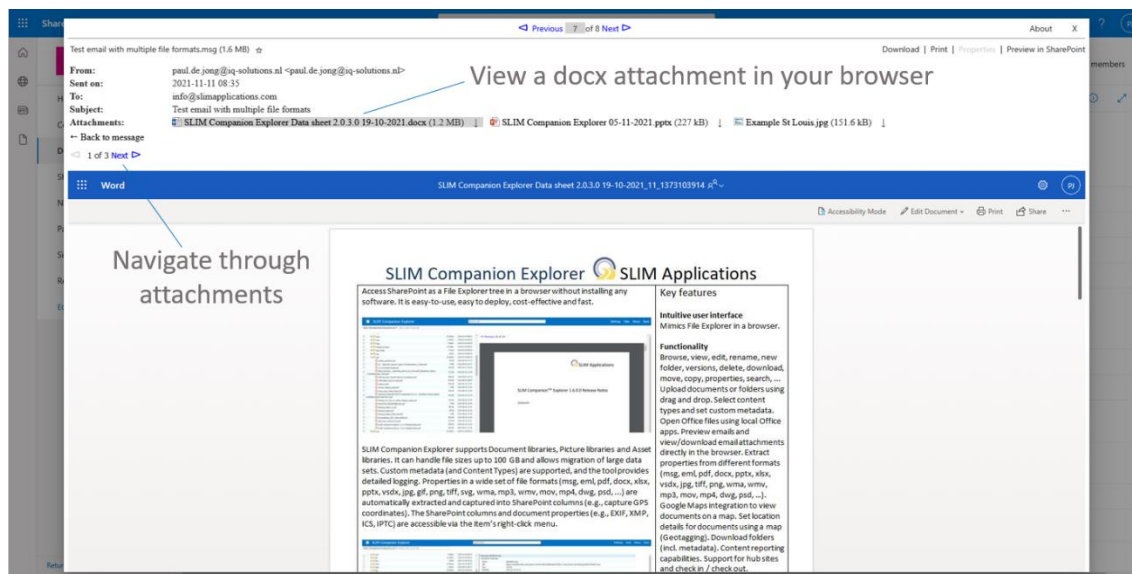 Share
Previous 7 of 8 Next
About X
?
Test email with multiple file formats.msg (1.6 MB)
Download | Print | Properties | Preview in SharePoint
members
From: paul.de.jong@iq-solutions.nl <paul.de.jong@iq-solutions.nl>
Sent on: 2021-11-11 08:35
To: info@slimapplications.com
Subject: Test email with multiple file formats
Attachments: SLIM Companion Explorer Data sheet 2.0.3.0 19-10-2021.docx (1.2 MB) ↓ SLIM Companion Explorer 05-11-2021.pptx (227 kB) ↓ Example St Louis.jpg (151.6 kB) ↓
← Back to message
1 of 3 Next
View a docx attachment in your browser
Word
SLIM Companion Explorer Data sheet 2.0.3.0 19-10-2021_11_1373103914
PJ
Accessibility Mode Edit Document Print Share ...
Navigate through
attachments
SLIM Companion Explorer SLIM Applications
Access SharePoint as a File Explorer tree in a browser without installing any
software. It is easy-to-use, easy to deploy, cost-effective and fast.
SLIM Applications
SLIM Companion™ Explorer 1.8.0.0 Release Notes
SLIM Companion Explorer supports Document libraries, Picture libraries and Asset
libraries. It can handle file sizes up to 100 GB and allows migration of large data
sets. Custom metadata (and Content Types) are supported, and the tool provides
detailed logging. Properties in a wide set of file formats (msg, eml, pdf, docx, xlsx,
pptx, vsdx, jpg, gif, png, tiff, svg, wma, mp3, wmv, mov, mp4, dwg, psd, ...) are
automatically extracted and captured into SharePoint columns (e.g., capture GPS
coordinates). The SharePoint columns and document properties (e.g., EXIF, XMP,
ICS, IPTC) are accessible via the item's right-click menu.
Key features
Intuitive user interface
Mimics File Explorer in a browser.
Functionality
Browse, view, edit, rename, new
folder, versions, delete, download,
move, copy, properties, search, ...
Upload documents or folders using
drag and drop. Select content
types and set custom metadata.
Open Office files using local Office
apps. Preview emails and
view/download email attachments
directly in the browser. Extract
properties from different formats
(msg, eml, pdf, docx, pptx, xlsx,
vsdx, jpg, tiff, png, wma, wmv,
mp3, mov, mp4, dwg, psd, ...).
Google Maps integration to view
documents on a map. Set location
details for documents using a map
(Geotagging). Download folders
(incl. metadata). Content reporting
capabilities. Support for hub sites
and check in / check out.